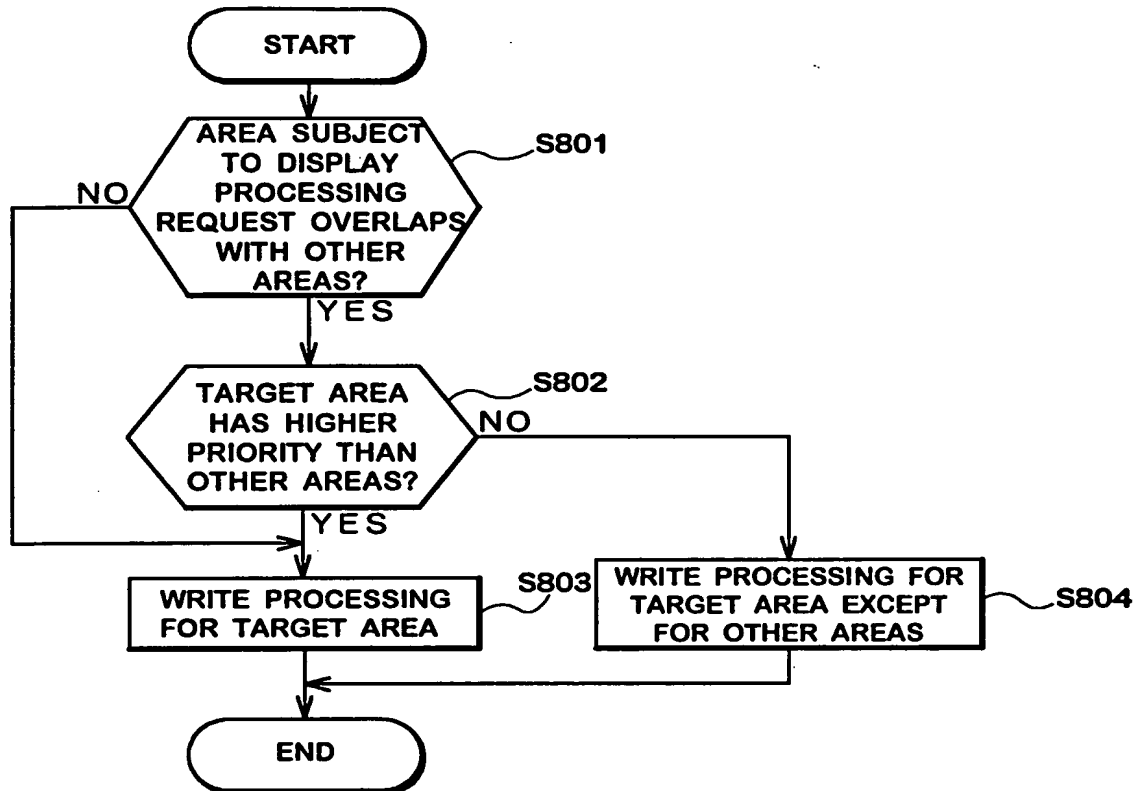 START
AREA SUBJECT
TO DISPLAY
PROCESSING
REQUEST OVERLAPS
WITH OTHER
AREAS?
S801
NO
YES
TARGET AREA
HAS HIGHER
PRIORITY THAN
OTHER AREAS?
S802
NO
YES
WRITE PROCESSING
FOR TARGET AREA
S803
WRITE PROCESSING FOR
TARGET AREA EXCEPT
FOR OTHER AREAS
S804
END